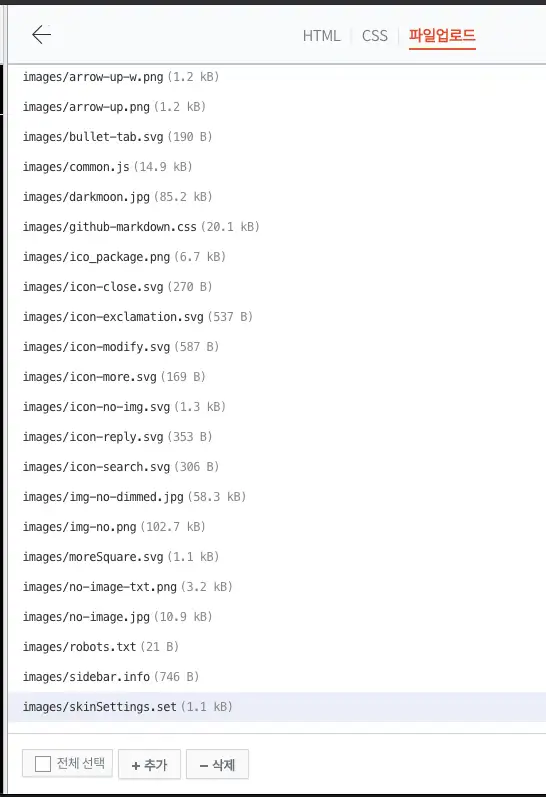 HTML CSS 파일업로드
images/arrow-up-w.png (1.2 kB)
images/arrow-up.png (1.2 kB)
images/bullet-tab.svg (190 B)
images/common.js (14.9 kB)
images/darkmoon.jpg (85.2 kB)
images/github-markdown.css (20.1 kB)
images/ico_package.png (6.7 kB)
images/icon-close.svg (270 B)
images/icon-exclamation.svg (537 B)
images/icon-modify.svg (587 B)
images/icon-more.svg (169 B)
images/icon-no-img.svg (1.3 kB)
images/icon-reply.svg (353 B)
images/icon-search.svg (306 B)
images/img-no-dimmed.jpg (58.3 kB)
images/img-no.png (102.7 kB)
images/moreSquare.svg (1.1 kB)
images/no-image-txt.png (3.2 kB)
images/no-image.jpg (10.9 kB)
images/robots.txt (21 B)
images/sidebar.info (746 B)
images/skinSettings.set (1.1 kB)
전체 선택 + 추가 − 삭제